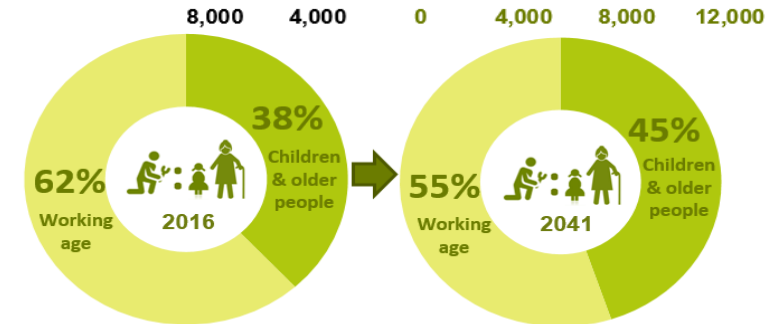 8,000 4,000 0 4,000 8,000 12,000
38%
Children
& older
people
62%
Working
age
2016
45%
Children
& older
people
55%
Working
age
2041